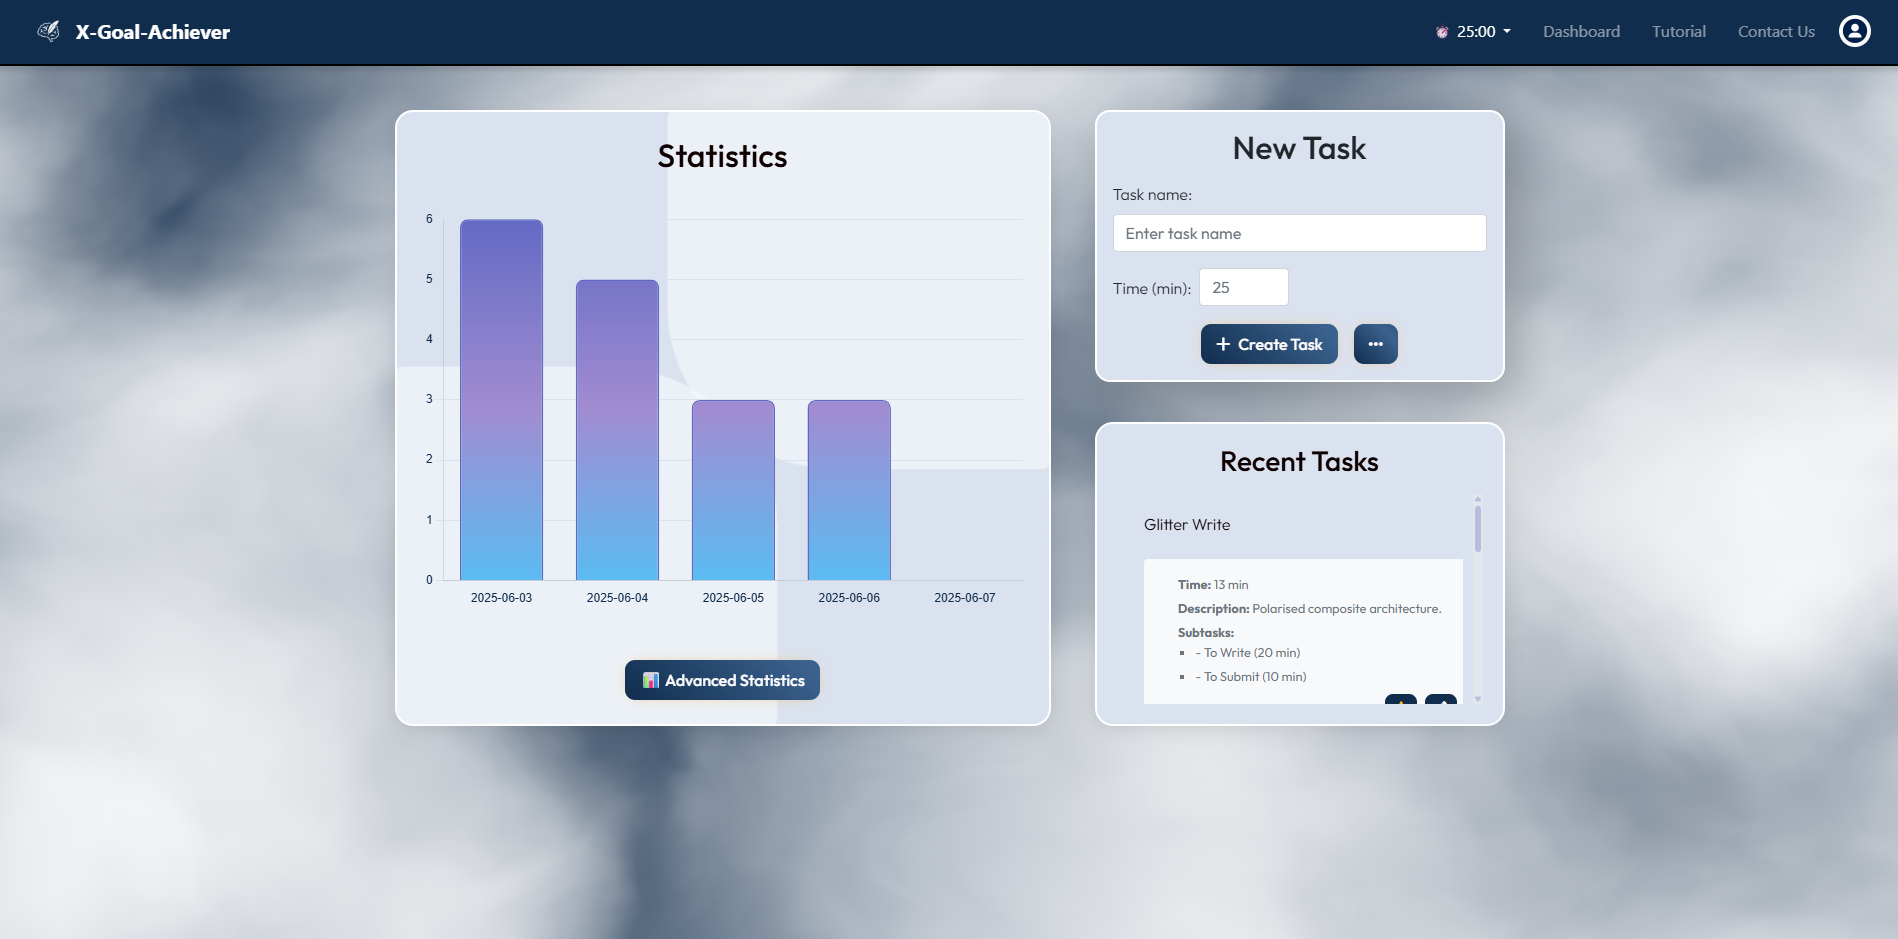 X-Goal-Achiever
25:00
Dashboard
Tutorial
Contact Us
Statistics
6
5
4
3
2
1
0
2025-06-03
2025-06-04
2025-06-05
2025-06-06
2025-06-07
Advanced Statistics
New Task
Task name:
Enter task name
Time (min):
25
+ Create Task
...
Recent Tasks
Glitter Write
Time: 13 min
Description: Polarised composite architecture.
Subtasks:
- To Write (20 min)
- To Submit (10 min)